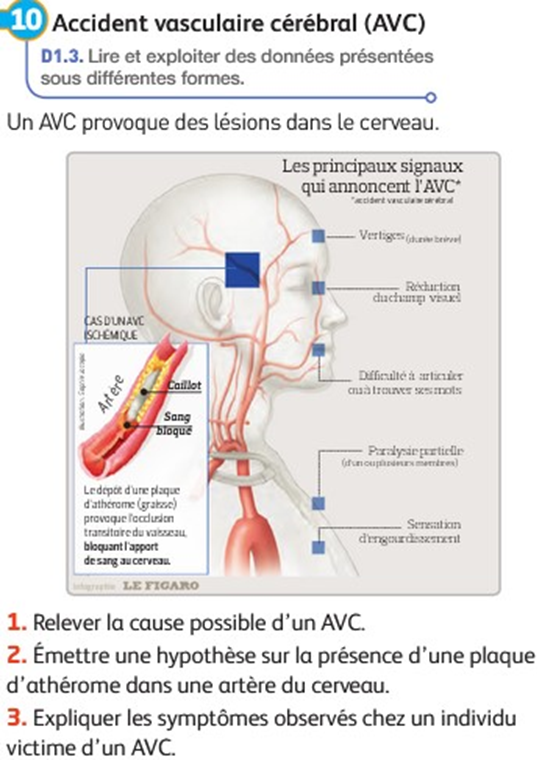 10 Accident vasculaire cérébral (AVC)
D1.3. Lire et exploiter des données présentées
sous différentes formes.
Un AVC provoque des lésions dans le cerveau.
Les principaux signaux
qui annoncent l'AVC*
*accident vasculaire cérébral
Vertiges (durée brève)
Réduction
du champ visuel
CAS D'UN AVC
ISCHÉMIQUE
Artère
Caillot
Sang
bloqué
Difficulté à articuler
ou à trouver ses mots
Paralysie partielle
(d'un ou plusieurs membres)
Le dépôt d'une plaque
d'athérome (graisse)
provoque l'occlusion
transitoire du vaisseau,
bloquant l'apport
de sang au cerveau.
Sensation
d'engourdissement
Infographie LE FIGARO
1. Relever la cause possible d'un AVC.
2. Émettre une hypothèse sur la présence d'une plaque
d'athérome dans une artère du cerveau.
3. Expliquer les symptômes observés chez un individu
victime d'un AVC.